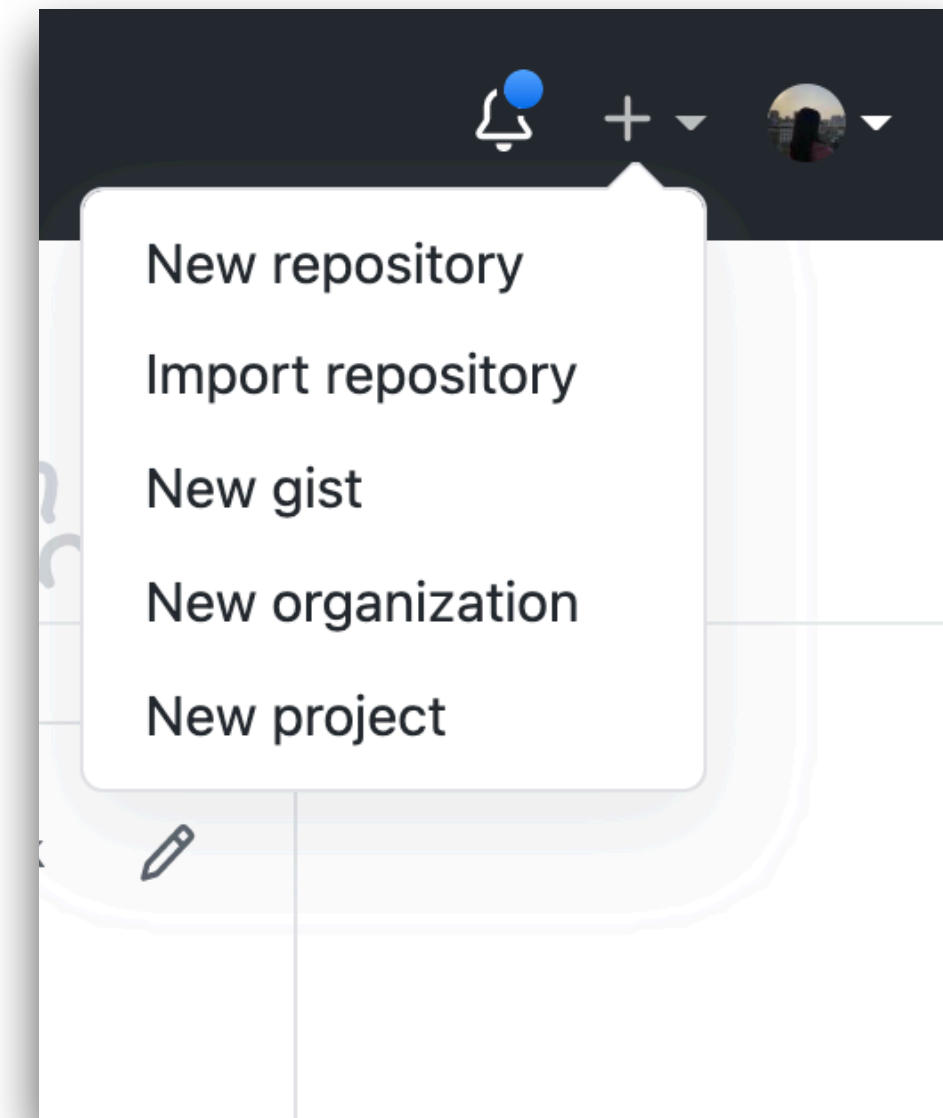 New repository
Import repository
New gist
New organization
New project